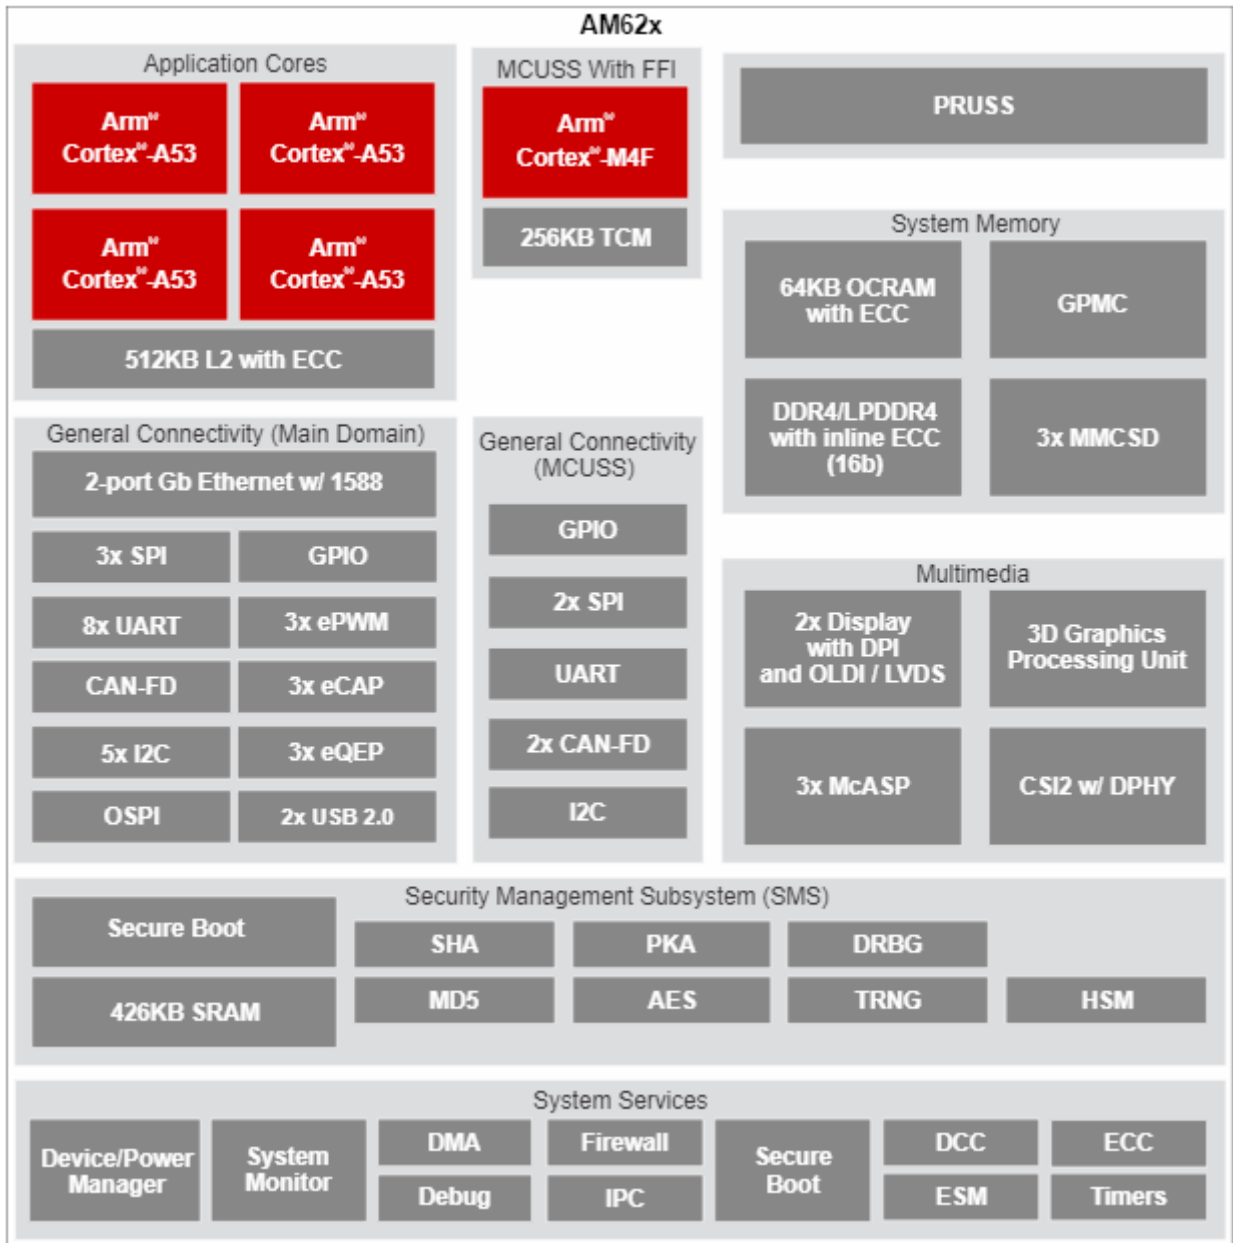 AM62x
Application Cores
Arm®
Cortex®-A53
Arm®
Cortex®-A53
Arm®
Cortex®-A53
Arm®
Cortex®-A53
512KB L2 with ECC
MCUSS With FFI
Arm®
Cortex®-M4F
256KB TCM
PRUSS
System Memory
64KB OCRAM
with ECC
GPMC
DDR4/LPDDR4
with inline ECC
(16b)
3x MMCSD
General Connectivity (Main Domain)
2-port Gb Ethernet w/ 1588
3x SPI
GPIO
8x UART
3x ePWM
CAN-FD
3x eCAP
5x I2C
3x eQEP
OSPI
2x USB 2.0
General Connectivity
(MCUSS)
GPIO
2x SPI
UART
2x CAN-FD
I2C
Multimedia
2x Display
with DPI
and OLDI / LVDS
3D Graphics
Processing Unit
3x McASP
CSI2 w/ DPHY
Security Management Subsystem (SMS)
Secure Boot
SHA
PKA
DRBG
426KB SRAM
MD5
AES
TRNG
HSM
System Services
Device/Power
Manager
System
Monitor
DMA
Debug
Firewall
IPC
Secure
Boot
DCC
ESM
ECC
Timers